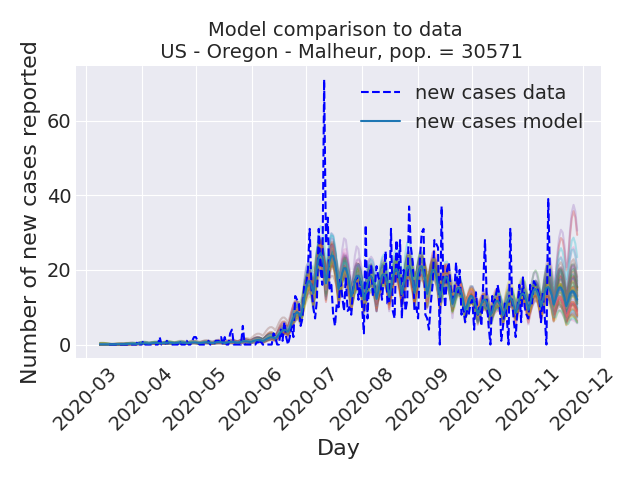 Model comparison to data
US - Oregon - Malheur, pop. = 30571
Number of new cases reported
60
40
20
0
new cases data
new cases model
2020-03
2020-04
2020-05
2020-06
2020-07
2020-08
2020-09
2020-10
2020-11
2020-12
Day